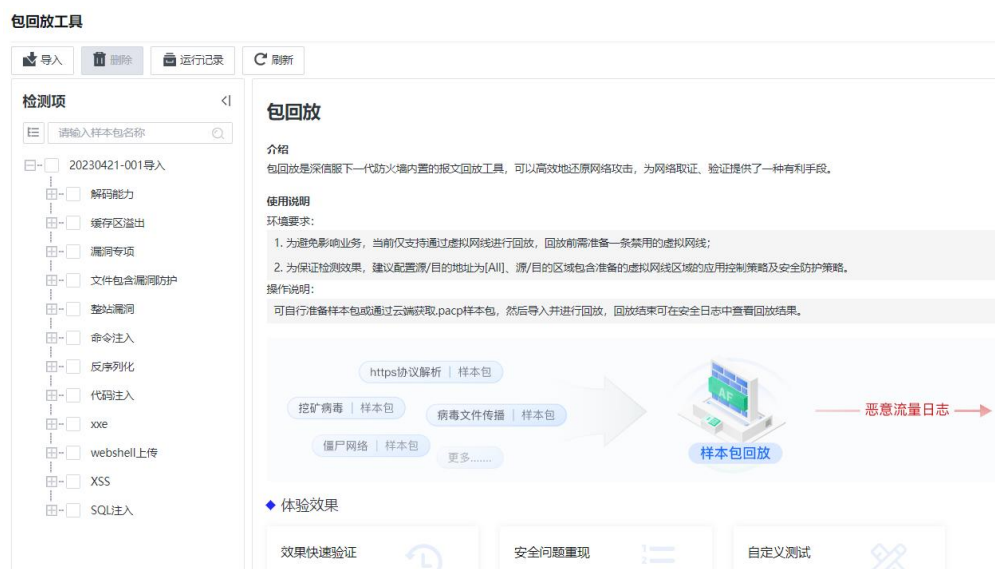 包回放工具
导入
删除
运行记录
刷新
检测项
请输入样本包名称
20230421-001导入
解码能力
缓存区溢出
漏洞专项
文件包含漏洞防护
整站漏洞
命令注入
反序列化
代码注入
xxe
webshell上传
XSS
SQL注入
包回放
介绍
包回放是深信服下一代防火墙内置的报文回放工具，可以高效地还原网络攻击，为网络取证、验证提供了一种有利手段。
使用说明
环境要求：
1. 为避免影响业务，当前仅支持通过虚拟网线进行回放，回放前需准备一条禁用的虚拟网线；
2. 为保证检测效果，建议配置源/目的地址为[All]、源/目的区域包含准备的虚拟网线区域的应用控制策略及安全防护策略。
操作说明：
可自行准备样本包或通过云端获取.pacp样本包，然后导入并进行回放，回放结束可在安全日志中查看回放结果。
https协议解析 | 样本包
挖矿病毒 | 样本包
病毒文件传播 | 样本包
僵尸网络 | 样本包
更多.......
AF
样本包回放
恶意流量日志
体验效果
效果快速验证
安全问题重现
自定义测试